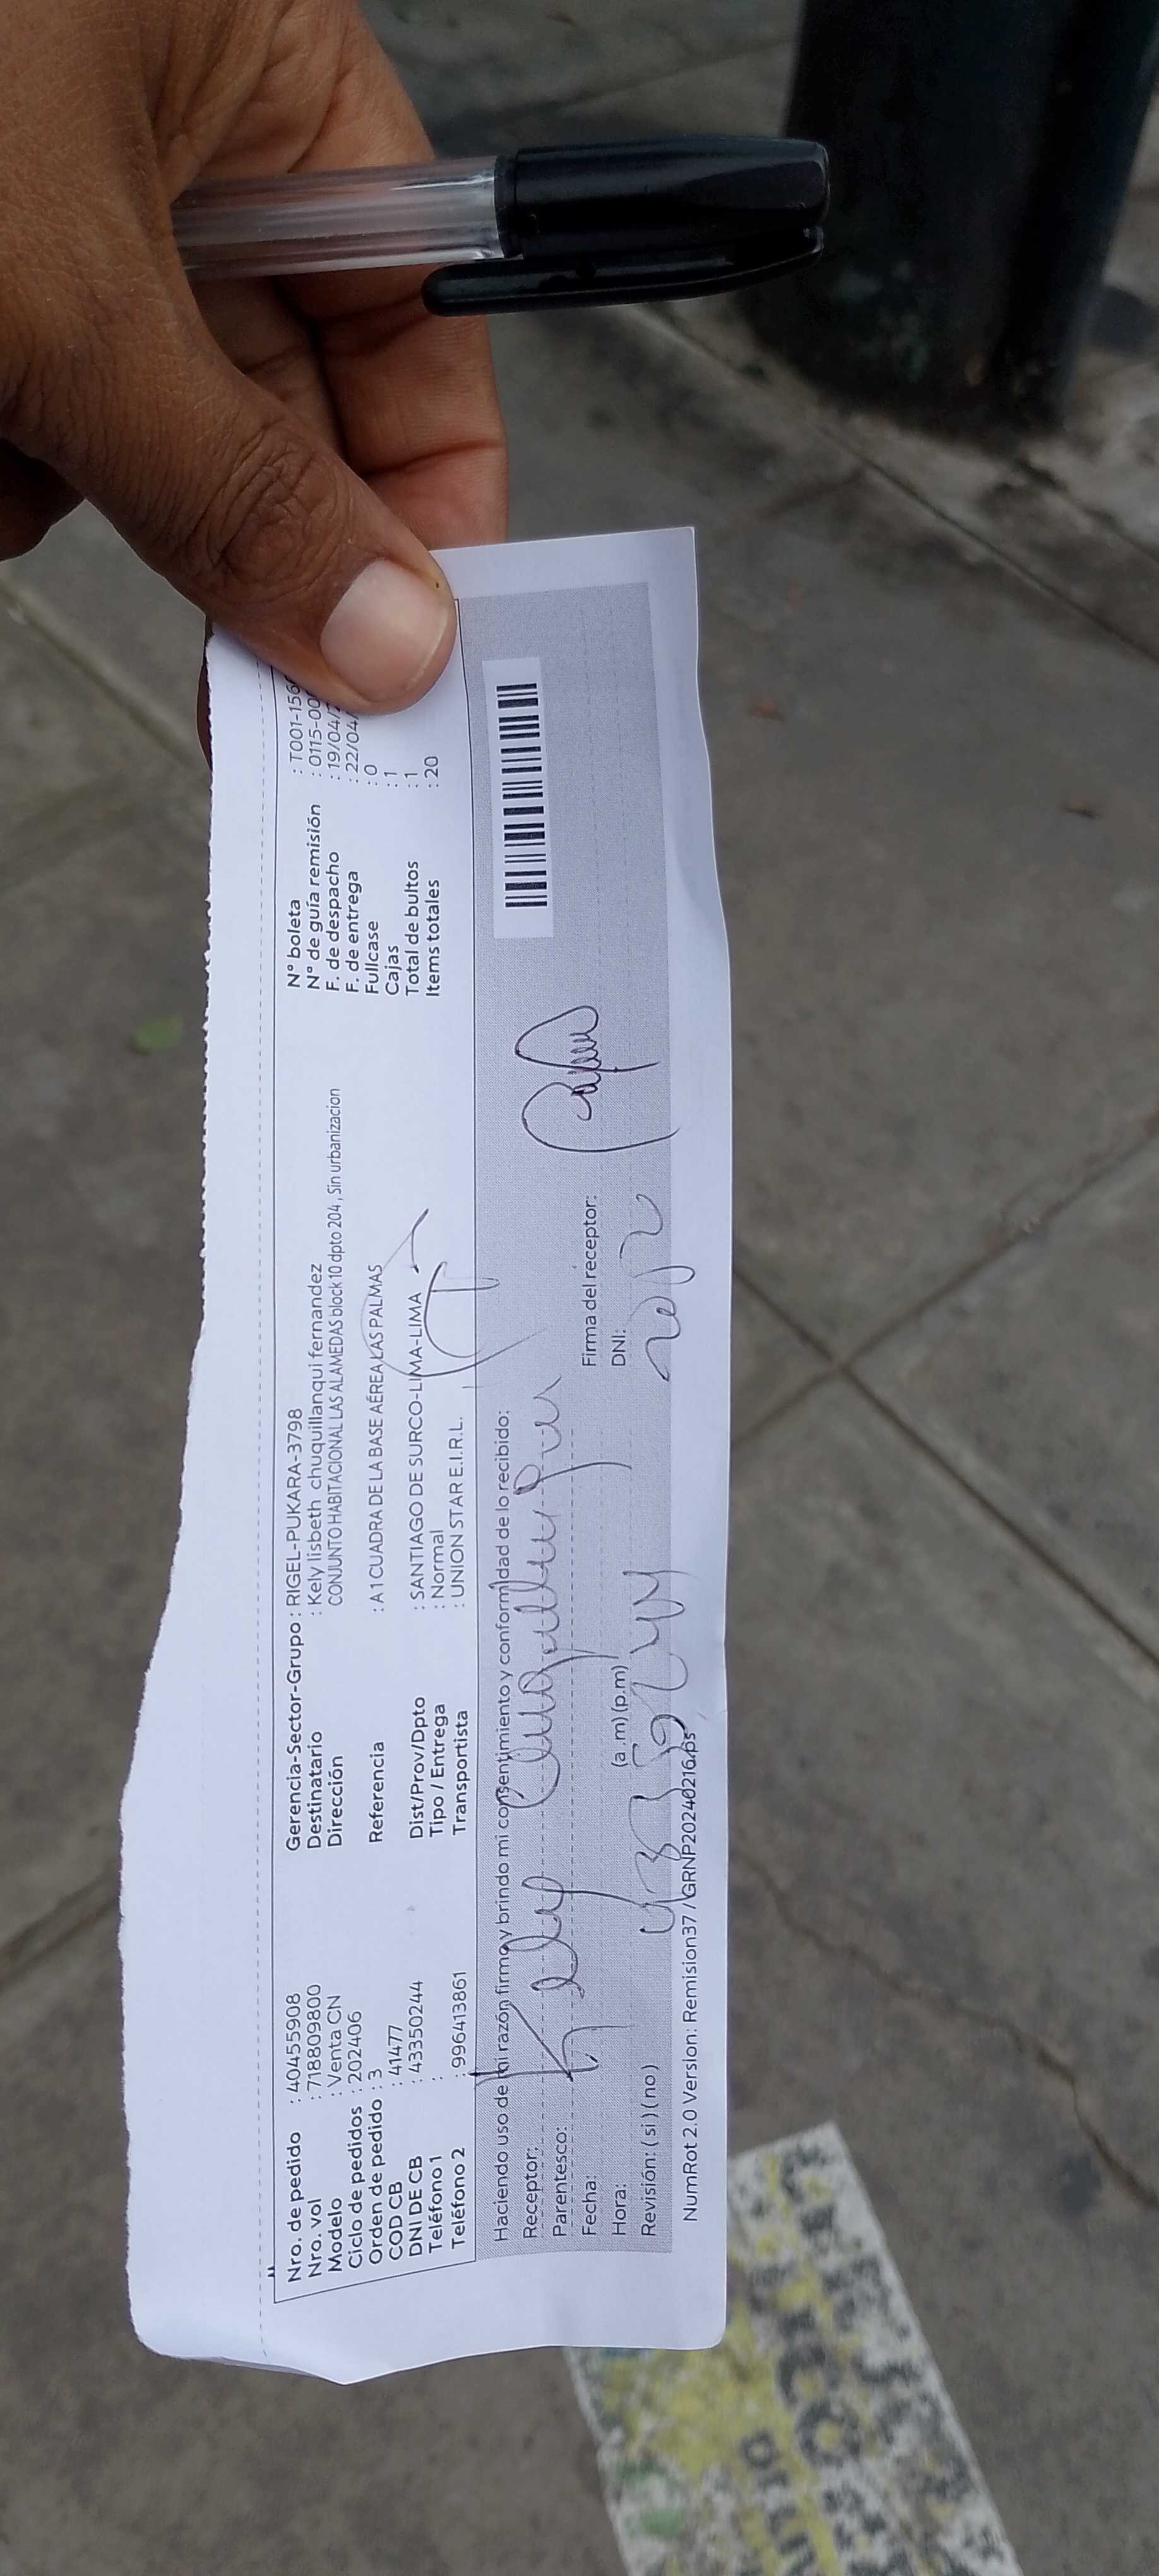 Nro. de pedido : 40455908
Nro. vol : 718809800
Modelo : Venta CN
Ciclo de pedidos : 202406
Orden de pedido : 3
COD CB : 41477
DNI DE CB : 43350244
Teléfono 1 :
Teléfono 2 : 996413861
Gerencia-Sector-Grupo : RIGEL-PUKARA-3798
Destinatario : Kely lisbeth chuquillanqui fernandez
Dirección CONJUNTO HABITACIONAL LAS ALAMEDAS block 10 dpto 204 , Sin urbanizacion
Referencia : A 1 CUADRA DE LA BASE AÉREA LAS PALMAS
Dist/Prov/Dpto : SANTIAGO DE SURCO-LIMA-LIMA
Tipo / Entrega : Normal
Transportista : UNION STAR E.I.R.L.
N° boleta : T001-156
N° de guía remisión : 0115-00
F. de despacho : 19/04/
F. de entrega : 22/04/
Fullcase : 0
Cajas : 1
Total de bultos : 1
Items totales : 20
Haciendo uso de mi razón firmo y brindo mi consentimiento y conformidad de lo recibido:
Receptor: Kely
Parentesco:
Fecha:
Hora: (a .m) (p.m)
Revisión: ( si ) ( no )
Firma del receptor:
DNI:
NumRot 2.0 Version: Remision37 / GRNP20240216.ps